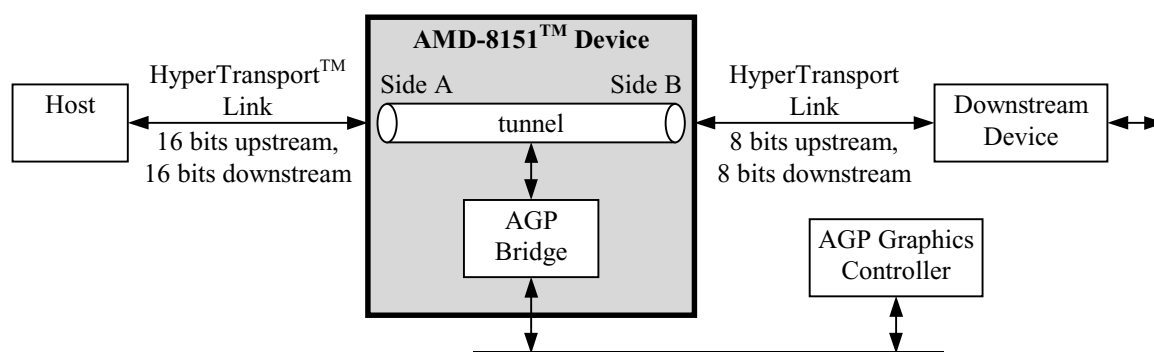 AMD-8151™ Device
HyperTransport™
Link
16 bits upstream,
16 bits downstream
Host
Side A
Side B
tunnel
AGP
Bridge
HyperTransport
Link
8 bits upstream,
8 bits downstream
Downstream
Device
AGP Graphics
Controller